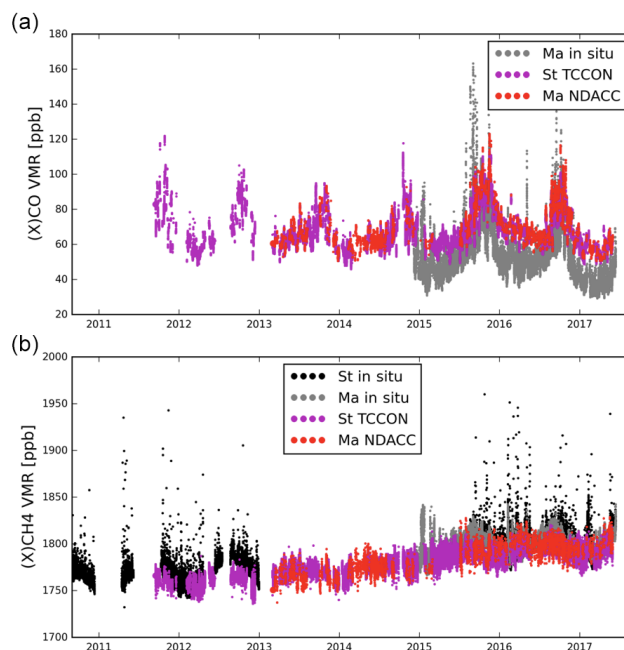 (a)
180
160
140
120
100
80
60
40
20
(X)CO VMR [ppb]
Ma in situ
St TCCON
Ma NDACC
2011 2012 2013 2014 2015 2016 2017
(b)
2000
1950
1900
1850
1800
1750
1700
(X)CH4 VMR [ppb]
St in situ
Ma in situ
St TCCON
Ma NDACC
2011 2012 2013 2014 2015 2016 2017